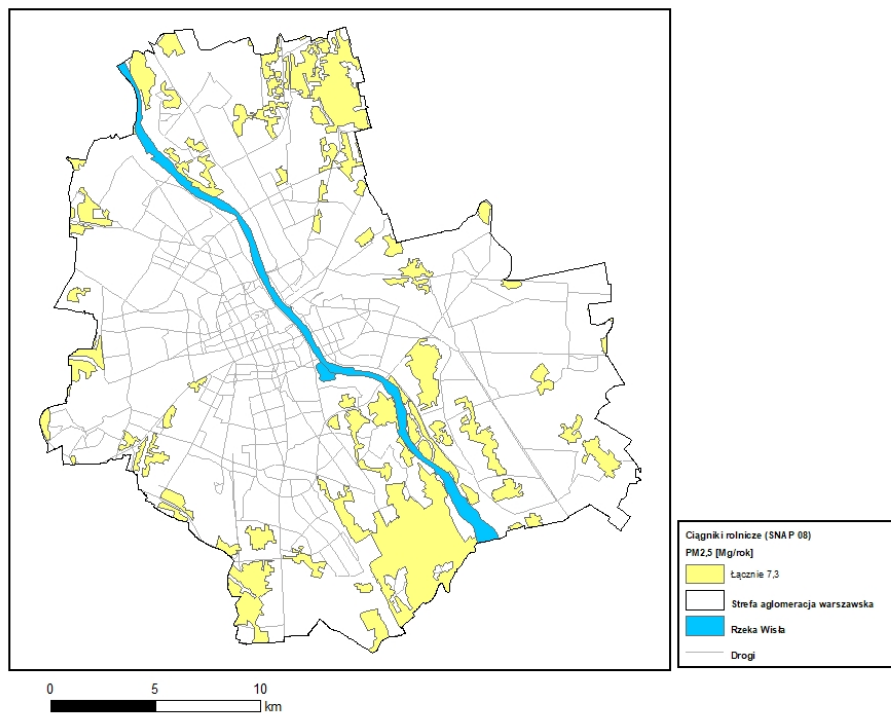 Ciągniki rolnicze (SNAP 08)
PM2,5 [Mg/rok]
Łącznie 7,3
Strefa aglomeracja warszawska
Rzeka Wisła
Drogi
0 5 10
km